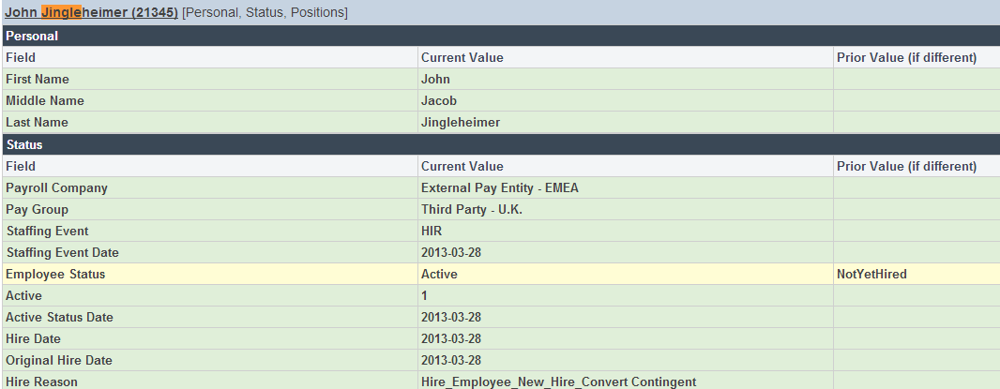 John Jingleheimer (21345) [Personal, Status, Positions]
Personal
Field Current Value Prior Value (if different)
First Name John
Middle Name Jacob
Last Name Jingleheimer
Status
Field Current Value Prior Value (if different)
Payroll Company External Pay Entity - EMEA
Pay Group Third Party - U.K.
Staffing Event HIR
Staffing Event Date 2013-03-28
Employee Status Active NotYetHired
Active 1
Active Status Date 2013-03-28
Hire Date 2013-03-28
Original Hire Date 2013-03-28
Hire Reason Hire_Employee_New_Hire_Convert Contingent